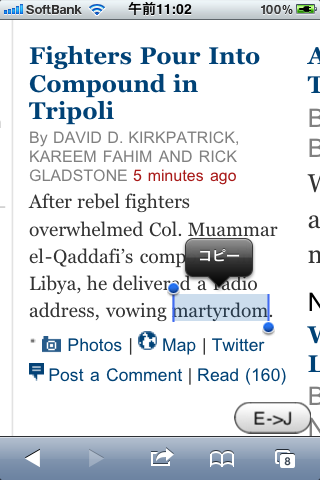 SoftBank 午前11:02 100%
Fighters Pour Into
Compound in
Tripoli
By DAVID D. KIRKPATRICK,
KAREEM FAHIM AND RICK
GLADSTONE 5 minutes ago
After rebel fighters
overwhelmed Col. Muammar
el-Qaddafi's comp
コピー
Libya, he delivered a radio
address, vowing martyrdom.
* Photos | Map | Twitter
Post a Comment | Read (160)
E->J
8